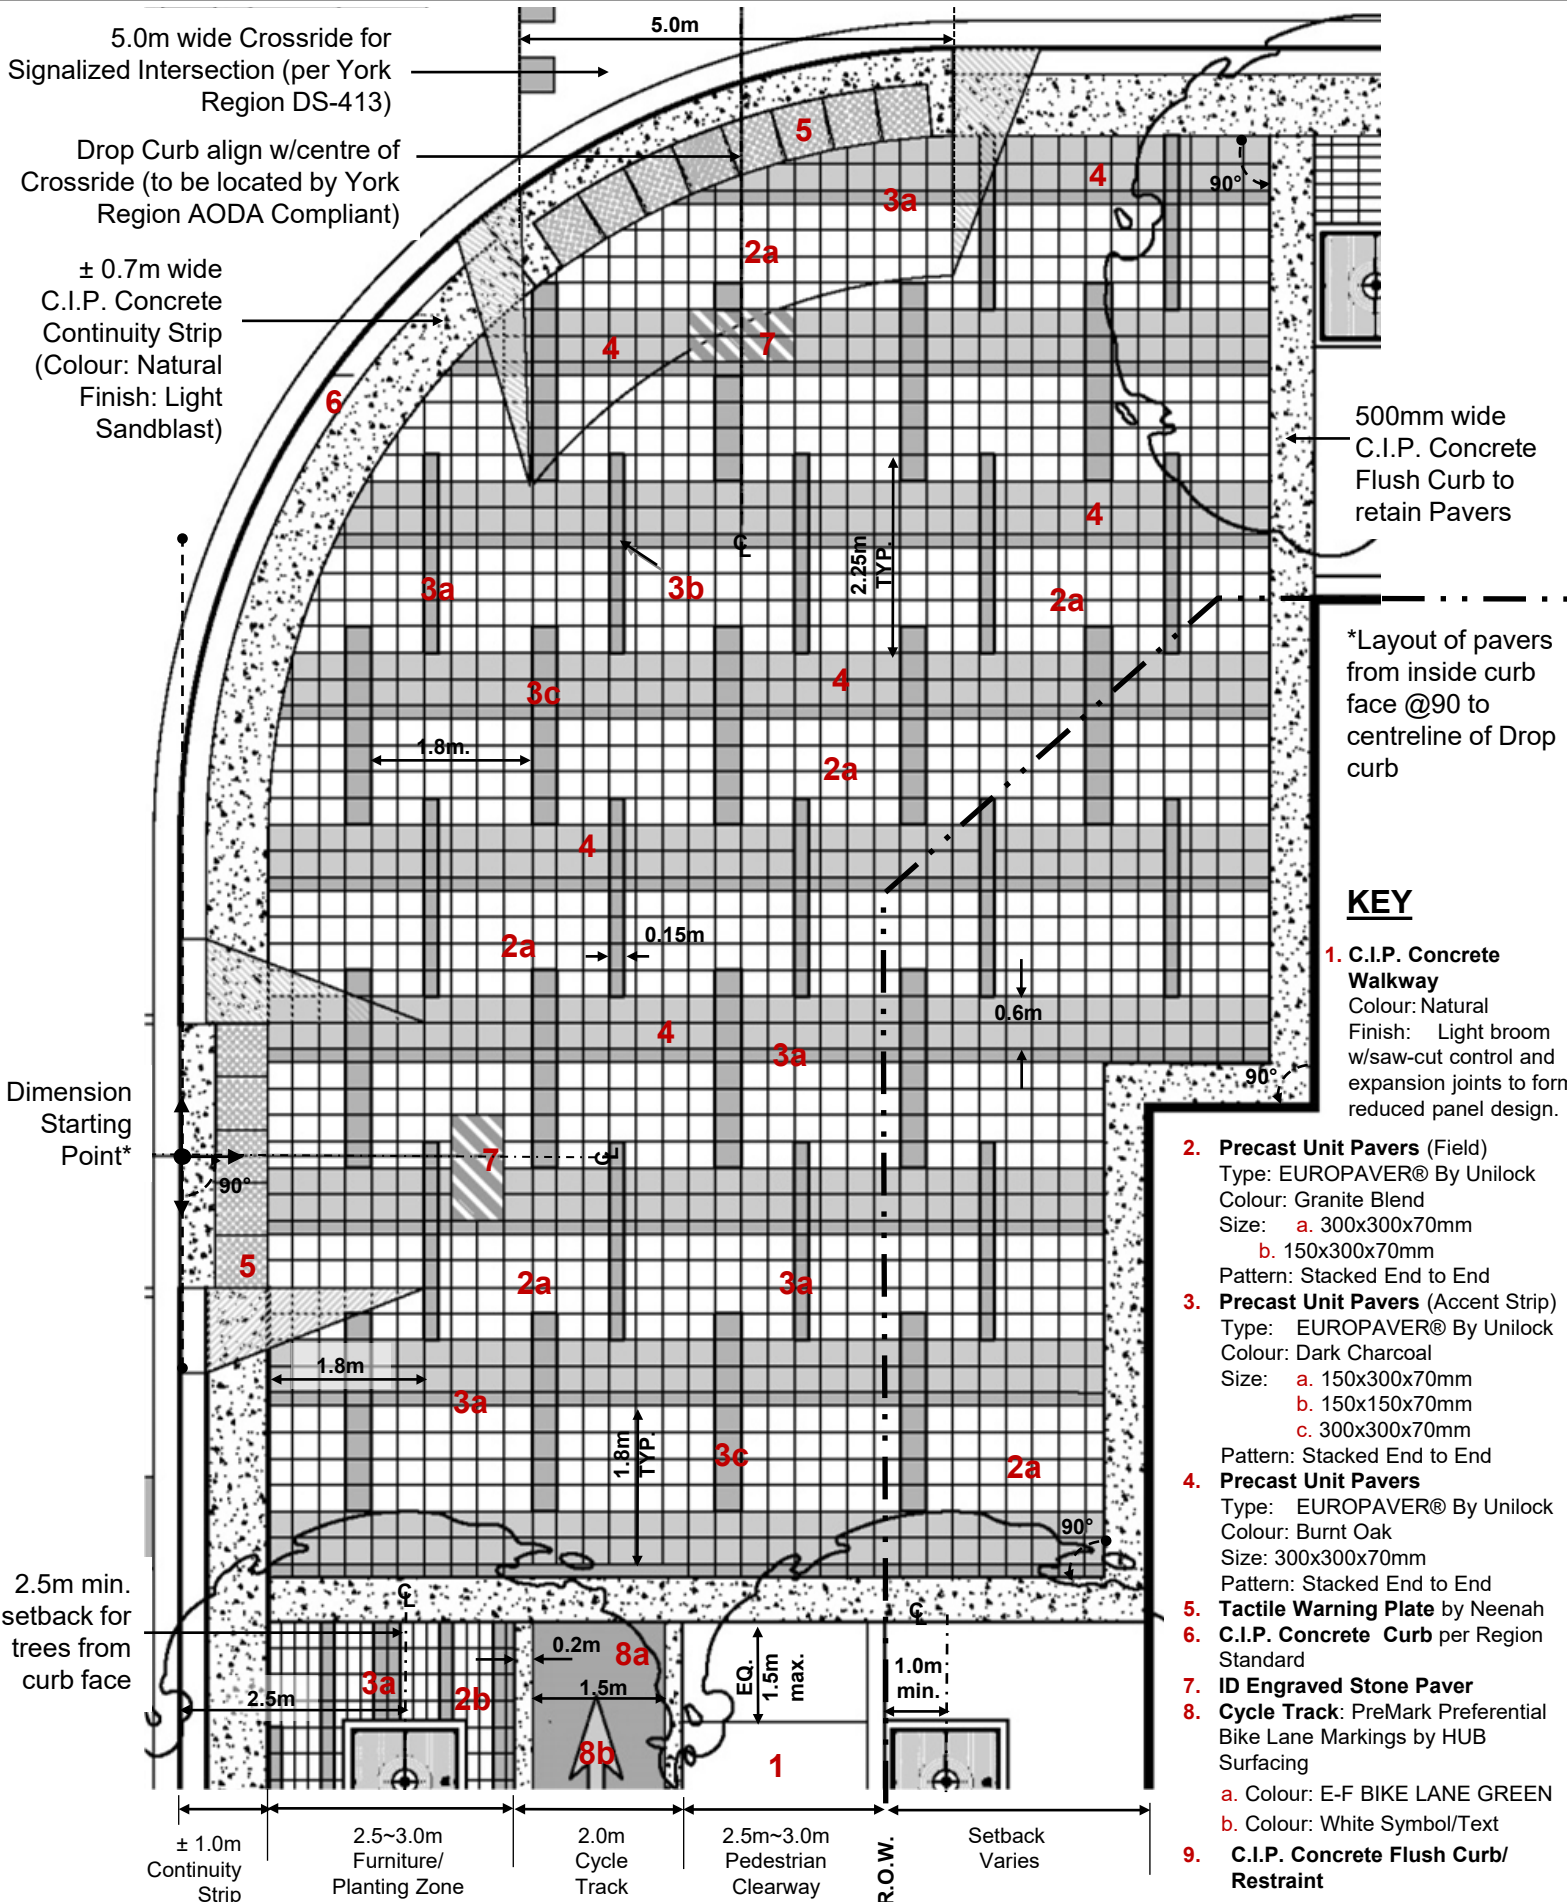 5.0m wide Crossride for
Signalized Intersection (per York
Region DS-413)
5.0m
Drop Curb align w/centre of
Crossride (to be located by York
Region AODA Compliant)
5
4
90°
3a
2a
± 0.7m wide
C.I.P. Concrete
Continuity Strip
(Colour: Natural
Finish: Light
Sandblast)
4
7
6
500mm wide
C.I.P. Concrete
Flush Curb to
retain Pavers
4
CL
2.25m
TYP.
3a
3b
2a
*Layout of pavers
from inside curb
face @90 to
centreline of Drop
curb
3c
4
1.8m.
2a
4
2a
0.15m
0.6m
4
3a
90°
Dimension
Starting
Point*
7
CL
90°
5
2a
3a
1.8m
3a
1.8m
TYP.
3c
2a
90°
2.5m min.
setback for
trees from
curb face
CL
CL
0.2m
8a
3a
2b
2.5m
1.5m
EQ.
1.5m
max.
1.0m
min.
8b
1
± 1.0m
Continuity
Strip
2.5~3.0m
Furniture/
Planting Zone
2.0m
Cycle
Track
2.5m~3.0m
Pedestrian
Clearway
R.O.W.
Setback
Varies
KEY
1. C.I.P. Concrete
Walkway
Colour: Natural
Finish: Light broom
w/saw-cut control and
expansion joints to form
reduced panel design.
2. Precast Unit Pavers (Field)
Type: EUROPAVER® By Unilock
Colour: Granite Blend
Size: a. 300x300x70mm
b. 150x300x70mm
Pattern: Stacked End to End
3. Precast Unit Pavers (Accent Strip)
Type: EUROPAVER® By Unilock
Colour: Dark Charcoal
Size: a. 150x300x70mm
b. 150x150x70mm
c. 300x300x70mm
Pattern: Stacked End to End
4. Precast Unit Pavers
Type: EUROPAVER® By Unilock
Colour: Burnt Oak
Size: 300x300x70mm
Pattern: Stacked End to End
5. Tactile Warning Plate by Neenah
6. C.I.P. Concrete Curb per Region
Standard
7. ID Engraved Stone Paver
8. Cycle Track: PreMark Preferential
Bike Lane Markings by HUB
Surfacing
a. Colour: E-F BIKE LANE GREEN
b. Colour: White Symbol/Text
9. C.I.P. Concrete Flush Curb/
Restraint